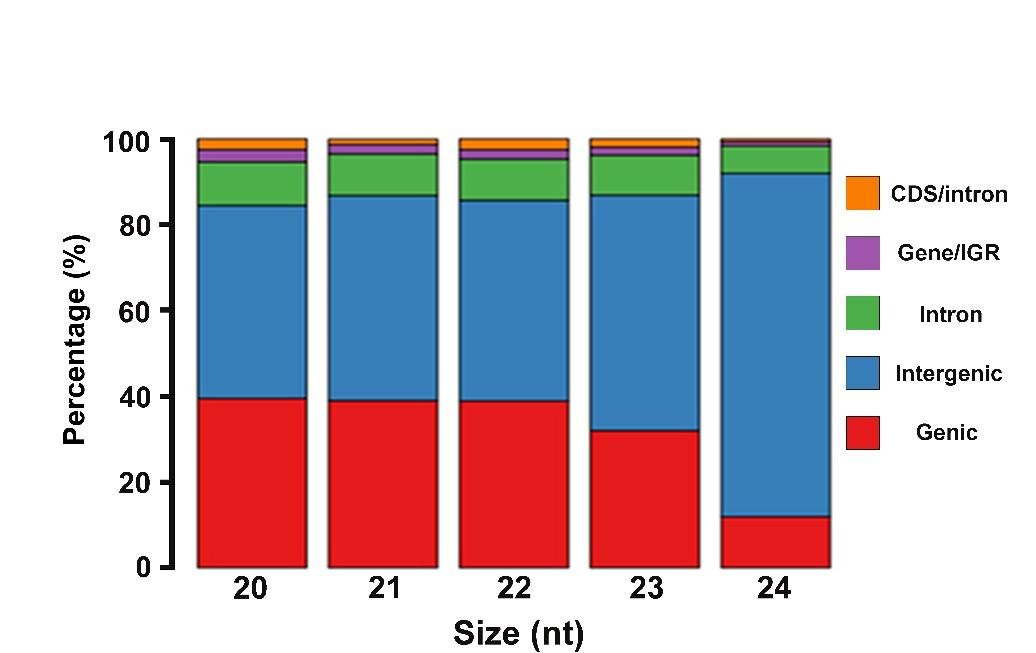 100
80
60
40
20
0
Percentage (%)
20 21 22 23 24
Size (nt)
CDS/intron
Gene/IGR
Intron
Intergenic
Genic